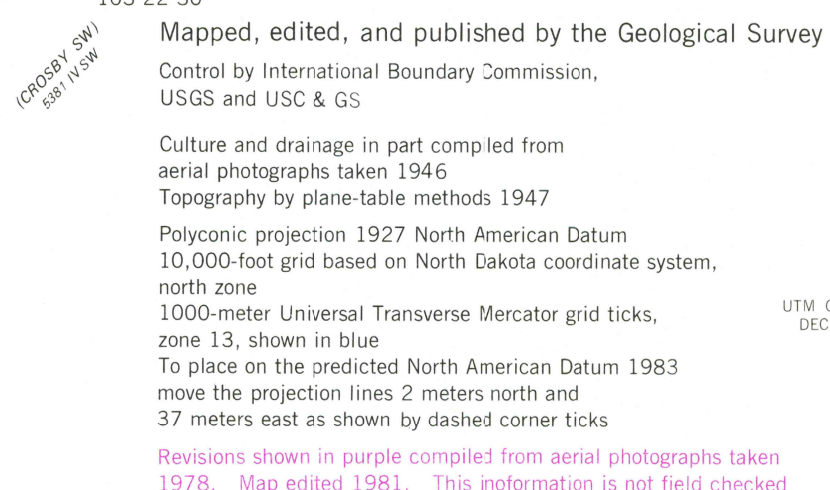 103°22'30"
(CROSBY SW)
5381 IV SW
Mapped, edited, and published by the Geological Survey
Control by International Boundary Commission,
USGS and USC & GS
Culture and drainage in part compiled from
aerial photographs taken 1946
Topography by plane-table methods 1947
Polyconic projection 1927 North American Datum
10,000-foot grid based on North Dakota coordinate system,
north zone
1000-meter Universal Transverse Mercator grid ticks,
zone 13, shown in blue
To place on the predicted North American Datum 1983
move the projection lines 2 meters north and
37 meters east as shown by dashed corner ticks
UTM
DEC
Revisions shown in purple compiled from aerial photographs taken
1978. Map edited 1981. This inoformation is not field checked